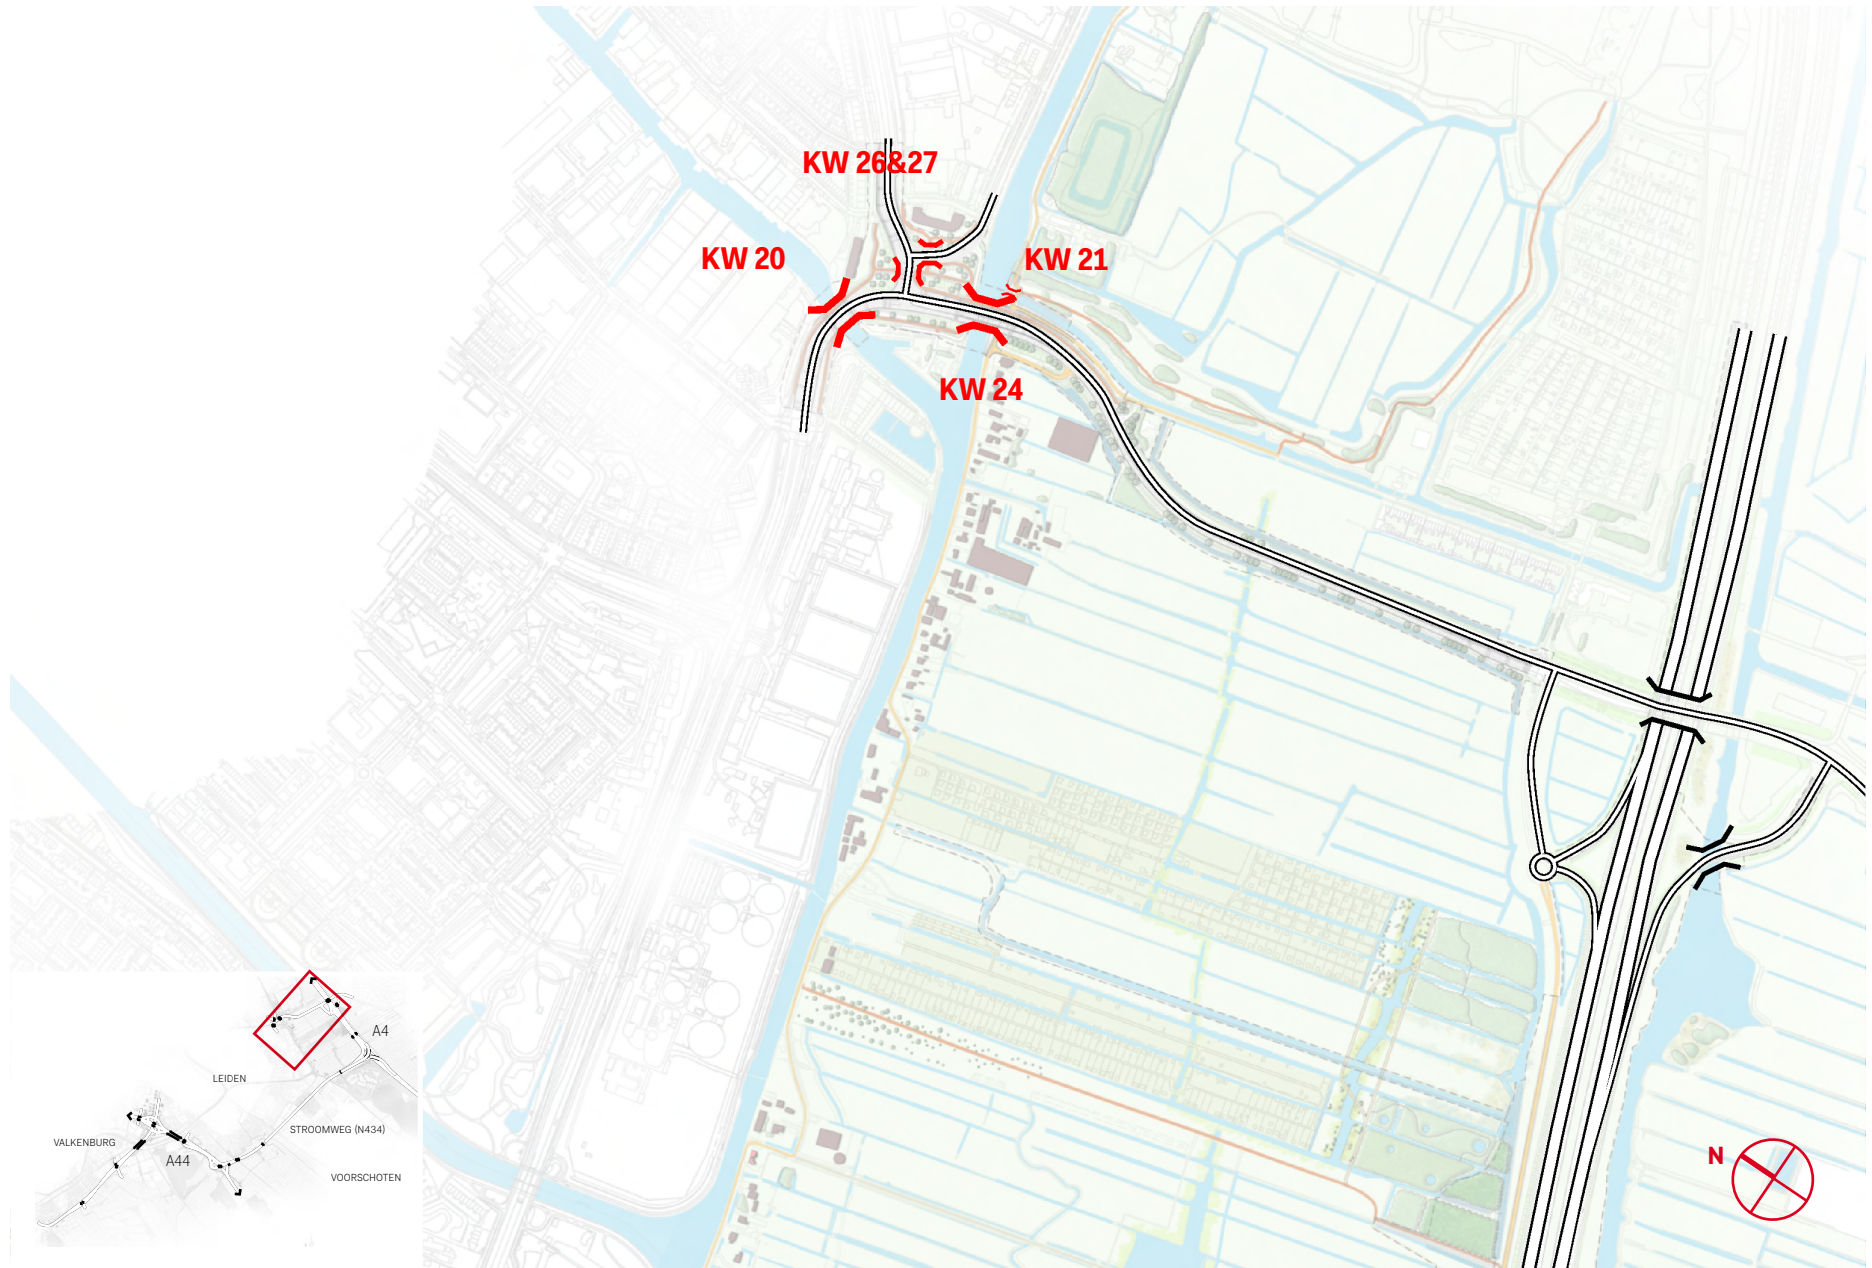 KW 26&27
KW 20
KW 21
KW 24
A4
LEIDEN
STROOMWEG (N434)
VALKENBURG
A44
VOORSCHOTEN
N